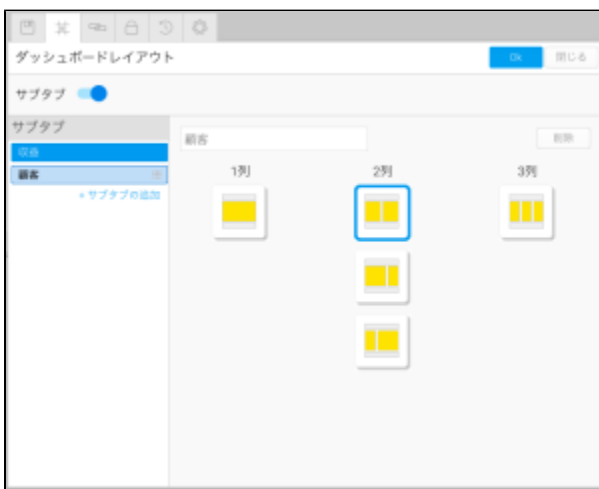 ダッシュボードレイアウト
Ok 閉じる
サブタブ
サブタブ
収益
顧客
+ サブタブの追加
顧客
削除
1列 2列 3列